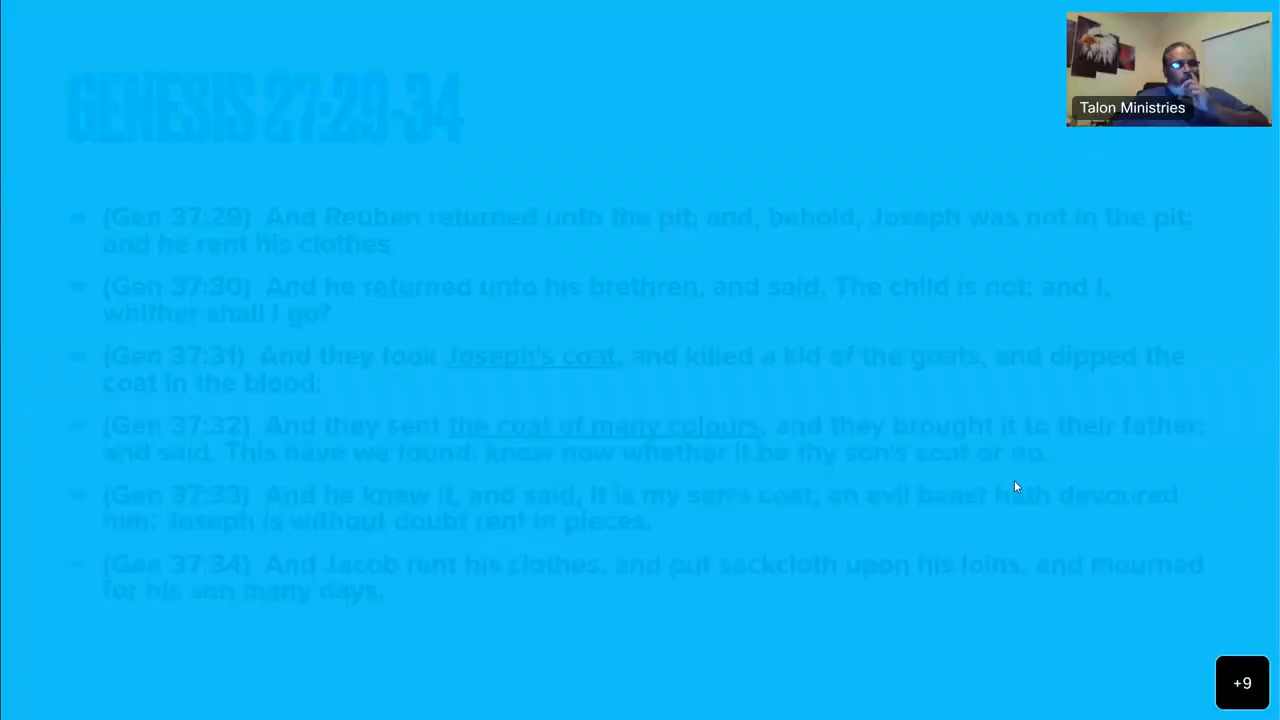 Talon Ministries
GENESIS 27:29-34
(Gen 37:29) And Reuben returned unto the pit; and, behold, Joseph was not in the pit;
and he rent his clothes.
(Gen 37:30) And he returned unto his brethren, and said, The child is not; and I,
whither shall I go?
(Gen 37:31) And they took Joseph's coat, and killed a kid of the goats, and dipped the
coat in the blood;
(Gen 37:32) And they sent the coat of many colours, and they brought it to their father;
and said, This have we found: know now whether it be thy son's coat or no.
(Gen 37:33) And he knew it, and said, It is my son's coat; an evil beast hath devoured
him; Joseph is without doubt rent in pieces.
(Gen 37:34) And Jacob rent his clothes, and put sackcloth upon his loins, and mourned
for his son many days.
+9